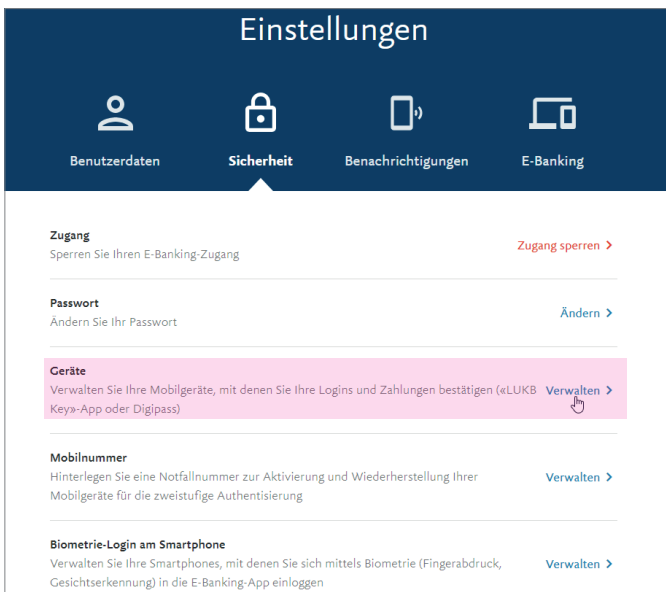 Einstellungen
Benutzerdaten
Sicherheit
Benachrichtigungen
E-Banking
Zugang
Sperren Sie Ihren E-Banking-Zugang
Zugang sperren
Passwort
Ändern Sie Ihr Passwort
Ändern
Geräte
Verwalten Sie Ihre Mobilgeräte, mit denen Sie Ihre Logins und Zahlungen bestätigen («LUKB
Key»-App oder Digipass)
Verwalten
Mobilnummer
Hinterlegen Sie eine Notfallnummer zur Aktivierung und Wiederherstellung Ihrer
Mobilgeräte für die zweistufige Authentisierung
Verwalten
Biometrie-Login am Smartphone
Verwalten Sie Ihre Smartphones, mit denen Sie sich mittels Biometrie (Fingerabdruck,
Gesichtserkennung) in die E-Banking-App einloggen
Verwalten